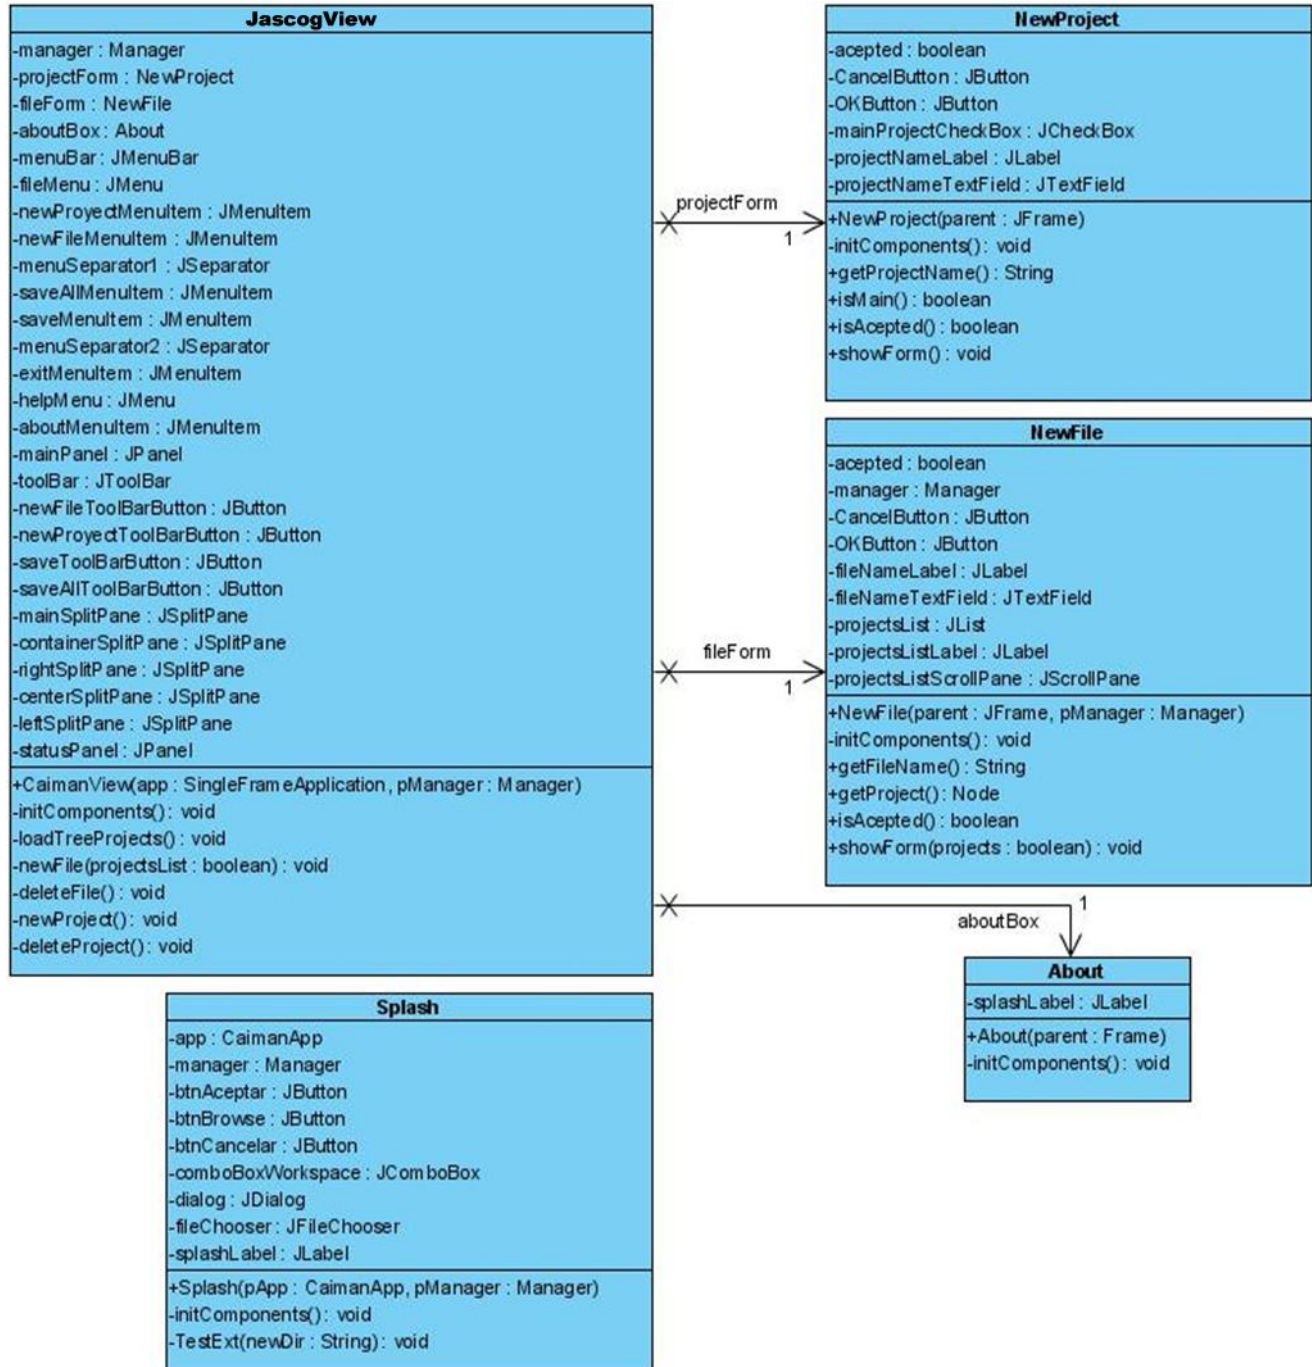 JascogView
-manager : Manager
-projectForm : NewProject
-fileForm : NewFile
-aboutBox : About
-menuBar : JMenuBar
-fileMenu : JMenu
-newProyectMenuItem : JMenuItem
-newFileMenuItem : JMenuItem
-menuSeparator1 : JSeparator
-saveAllMenuItem : JMenuItem
-saveMenuItem : JMenuItem
-menuSeparator2 : JSeparator
-exitMenuItem : JMenuItem
-helpMenu : JMenu
-aboutMenuItem : JMenuItem
-mainPanel : JPanel
-toolBar : JToolBar
-newFileToolBarButton : JButton
-newProyectToolBarButton : JButton
-saveToolBarButton : JButton
-saveAllToolBarButton : JButton
-mainSplitPane : JSplitPane
-containerSplitPane : JSplitPane
-rightSplitPane : JSplitPane
-centerSplitPane : JSplitPane
-leftSplitPane : JSplitPane
-statusPanel : JPanel
+CaimanView(app : SingleFrameApplication, pManager : Manager)
-initComponents() : void
-loadTreeProjects() : void
-newFile(projectsList : boolean) : void
-deleteFile() : void
-newProject() : void
-deleteProject() : void
projectForm
1
NewProject
-acepted : boolean
-CancelButton : JButton
-OKButton : JButton
-mainProjectCheckBox : JCheckBox
-projectNameLabel : JLabel
-projectNameTextField : JTextField
+NewProject(parent : JFrame)
-initComponents() : void
+getProjectName() : String
+isMain() : boolean
+isAcepted() : boolean
+showForm() : void
fileForm
1
NewFile
-acepted : boolean
-manager : Manager
-CancelButton : JButton
-OKButton : JButton
-fileNameLabel : JLabel
-fileNameTextField : JTextField
-projectsList : JList
-projectsListLabel : JLabel
-projectsListScrollPane : JScrollPane
+NewFile(parent : JFrame, pManager : Manager)
-initComponents() : void
+getFileName() : String
+getProject() : Node
+isAcepted() : boolean
+showForm(projects : boolean) : void
aboutBox
1
About
-splashLabel : JLabel
+About(parent : Frame)
-initComponents() : void
Splash
-app : CaimanApp
-manager : Manager
-btnAceptar : JButton
-btnBrowse : JButton
-btnCancelar : JButton
-comboBoxWorkspace : JComboBox
-dialog : JDialog
-fileChooser : JFileChooser
-splashLabel : JLabel
+Splash(pApp : CaimanApp, pManager : Manager)
-initComponents() : void
-TestExt(newDir : String) : void